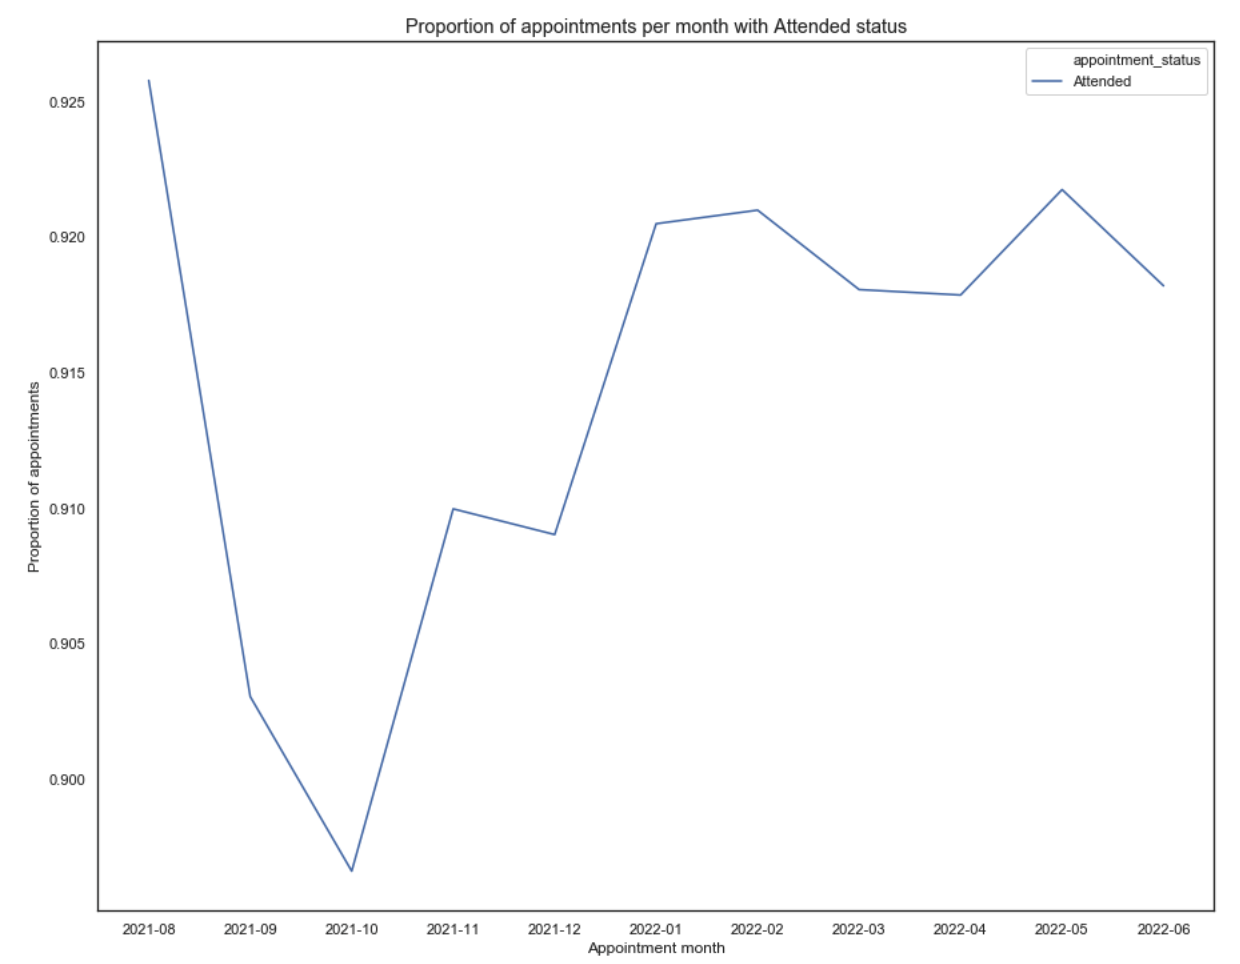 Proportion of appointments per month with Attended status
appointment_status
Attended
0.925
0.920
0.915
0.910
0.905
0.900
Proportion of appointments
2021-08 2021-09 2021-10 2021-11 2021-12 2022-01 2022-02 2022-03 2022-04 2022-05 2022-06
Appointment month